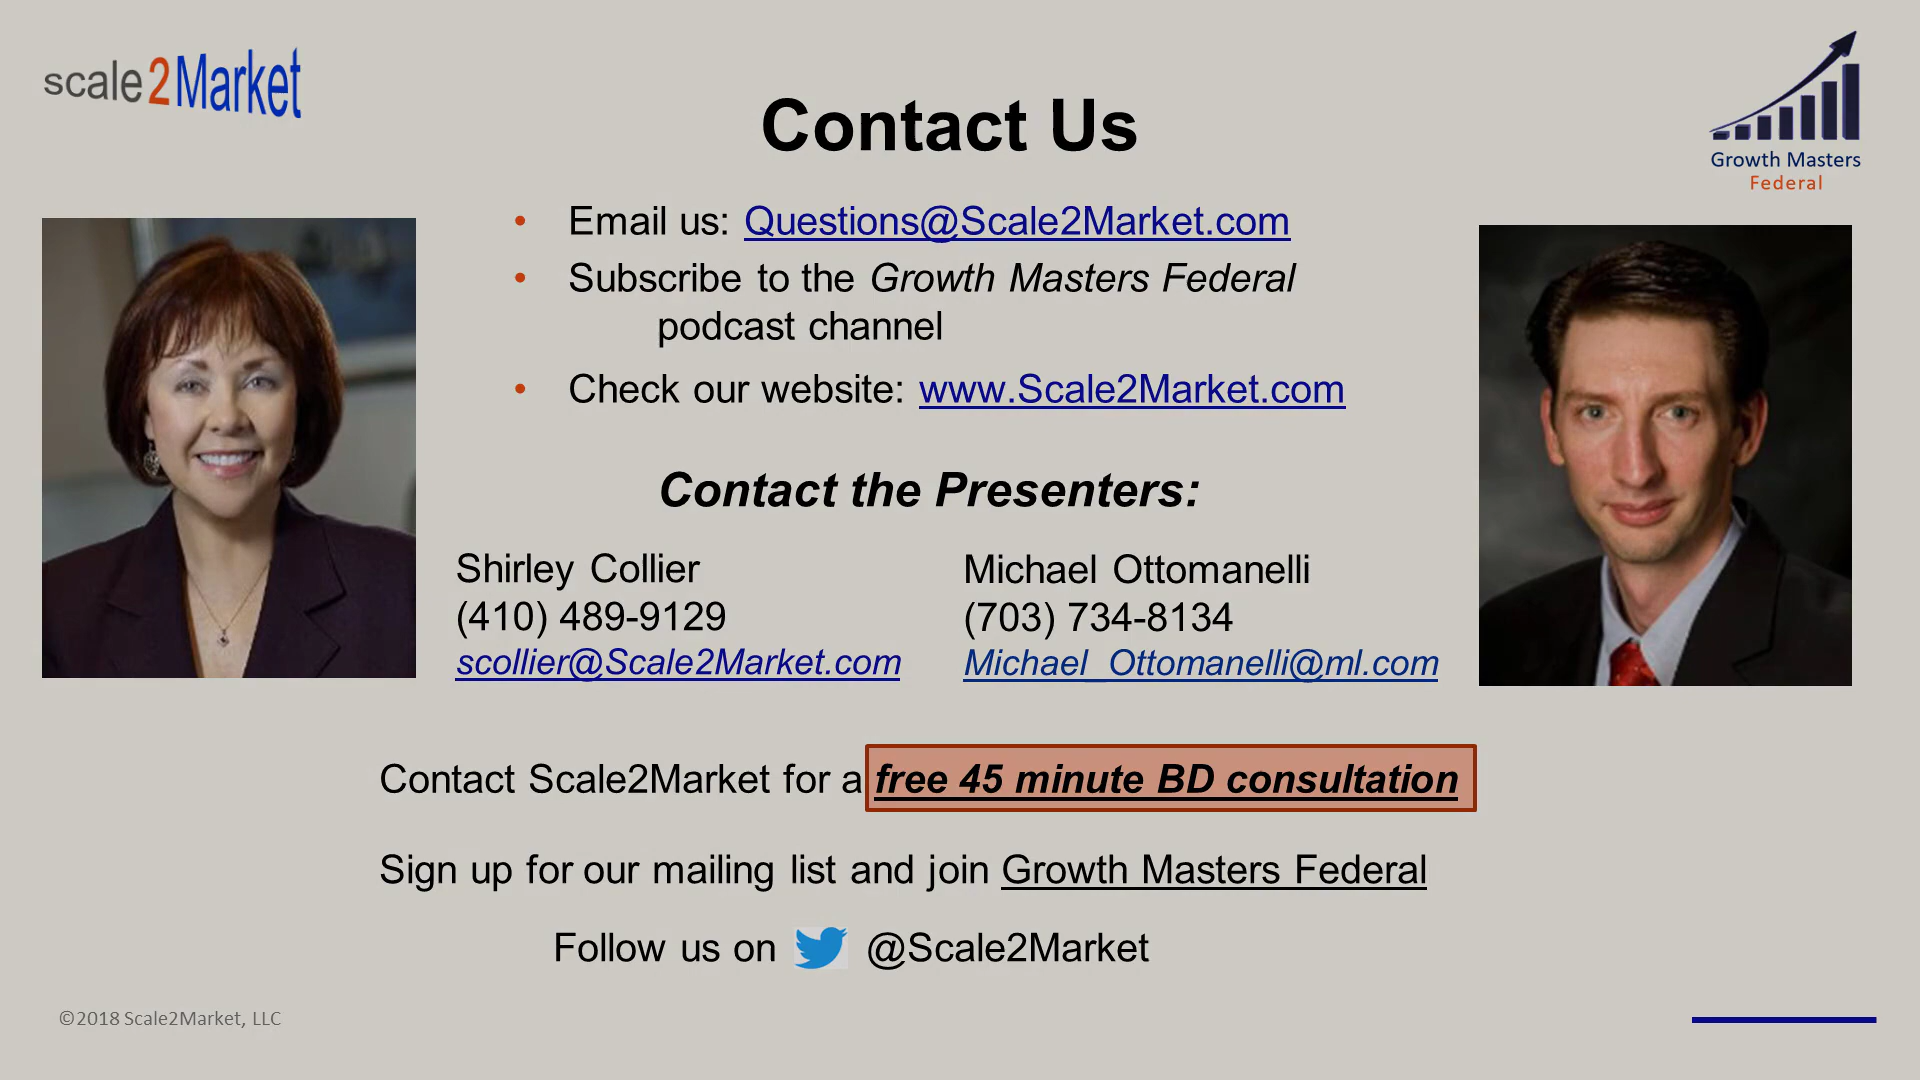 scale2Market
Growth Masters
Federal
Contact Us
• Email us: Questions@Scale2Market.com
• Subscribe to the Growth Masters Federal
podcast channel
• Check our website: www.Scale2Market.com
Contact the Presenters:
Shirley Collier
(410) 489-9129
scollier@Scale2Market.com
Michael Ottomanelli
(703) 734-8134
Michael_Ottomanelli@ml.com
Contact Scale2Market for a free 45 minute BD consultation
Sign up for our mailing list and join Growth Masters Federal
Follow us on @Scale2Market
©2018 Scale2Market, LLC